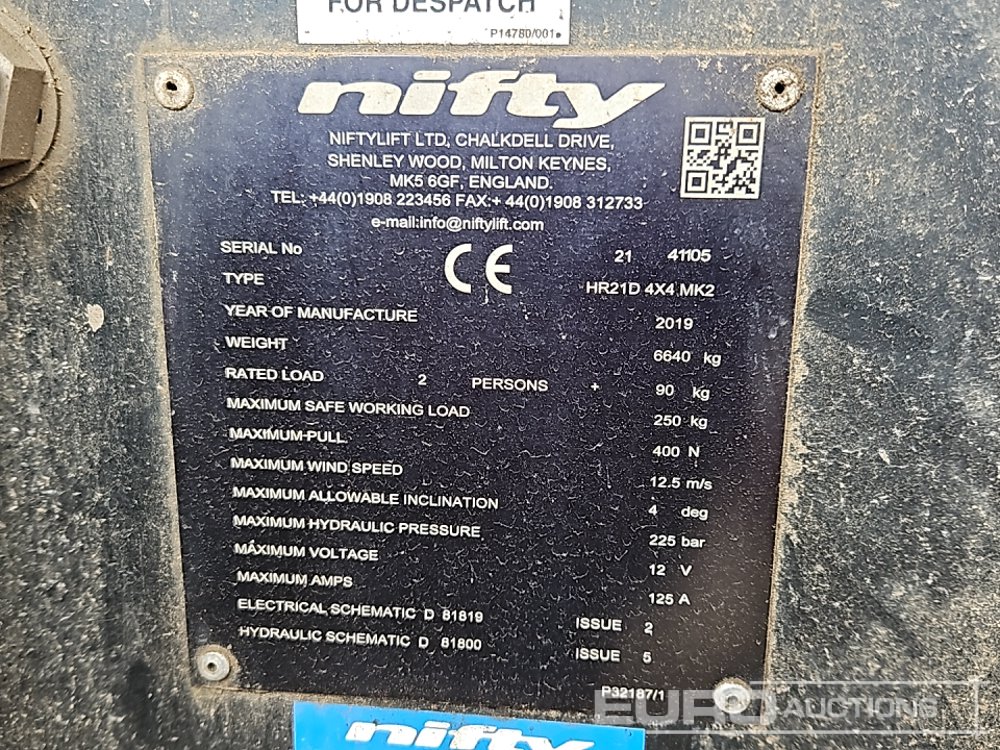 FOR DESPATCH
P14780/001
nifty
NIFTYLIFT LTD, CHALKDELL DRIVE,
SHENLEY WOOD, MILTON KEYNES,
MK5 6GF, ENGLAND.
TEL: +44(0)1908 223456 FAX:+ 44(0)1908 312733
e-mail:info@niftylift.com
CE
SERIAL No 21 41105
TYPE HR21D 4X4 MK2
YEAR OF MANUFACTURE 2019
WEIGHT 6640 kg
RATED LOAD 2 PERSONS + 90 kg
MAXIMUM SAFE WORKING LOAD 250 kg
MAXIMUM PULL 400 N
MAXIMUM WIND SPEED 12.5 m/s
MAXIMUM ALLOWABLE INCLINATION 4 deg
MAXIMUM HYDRAULIC PRESSURE 225 bar
MAXIMUM VOLTAGE 12 V
MAXIMUM AMPS 125 A
ELECTRICAL SCHEMATIC D 81819 ISSUE 2
HYDRAULIC SCHEMATIC D 81800 ISSUE 5
P32187/1
nifty
EURO AUCTIONS